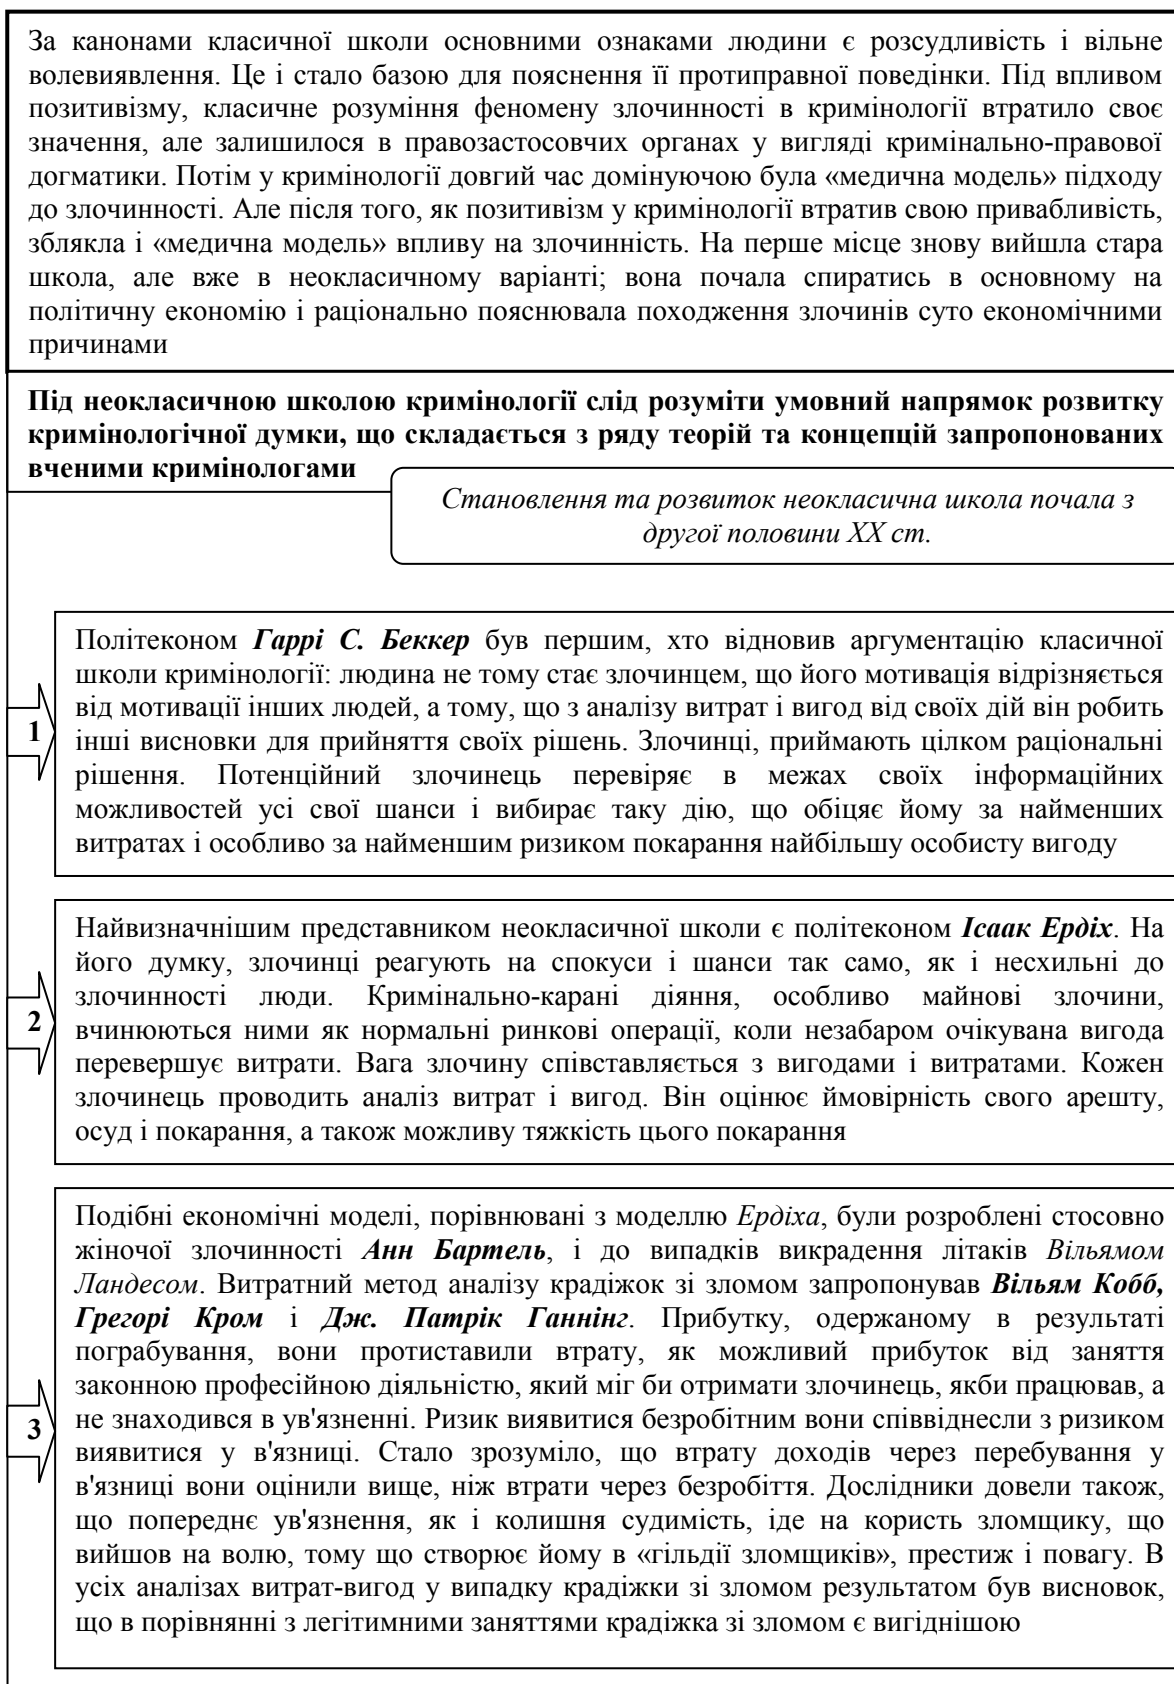 За канонами класичної школи основними ознаками людини є розсудливість і вільне
волевиявлення. Це і стало базою для пояснення її протиправної поведінки. Під впливом
позитивізму, класичне розуміння феномену злочинності в кримінології втратило своє
значення, але залишилося в правозастосовчих органах у вигляді кримінально-правової
догматики. Потім у кримінології довгий час домінуючою була «медична модель» підходу
до злочинності. Але після того, як позитивізм у кримінології втратив свою привабливість,
зблякла і «медична модель» впливу на злочинність. На перше місце знову вийшла стара
школа, але вже в неокласичному варіанті; вона почала спиратись в основному на
політичну економію і раціонально пояснювала походження злочинів суто економічними
причинами
Під неокласичною школою кримінології слід розуміти умовний напрямок розвитку
кримінологічної думки, що складається з ряду теорій та концепцій запропонованих
вченими кримінологами
Становлення та розвиток неокласична школа почала з
другої половини ХХ ст.
1
Політеконом Гаррі С. Беккер був першим, хто відновив аргументацію класичної
школи кримінології: людина не тому стає злочинцем, що його мотивація відрізняється
від мотивації інших людей, а тому, що з аналізу витрат і вигод від своїх дій він робить
інші висновки для прийняття своїх рішень. Злочинці, приймають цілком раціональні
рішення. Потенційний злочинець перевіряє в межах своїх інформаційних
можливостей усі свої шанси і вибирає таку дію, що обіцяє йому за найменших
витратах і особливо за найменшим ризиком покарання найбільшу особисту вигоду
2
Найвизначнішим представником неокласичної школи є політеконом Ісаак Ердіх. На
його думку, злочинці реагують на спокуси і шанси так само, як і несхильні до
злочинності люди. Кримінально-карані діяння, особливо майнові злочини,
вчинюються ними як нормальні ринкові операції, коли незабаром очікувана вигода
перевершує витрати. Вага злочину співставляється з вигодами і витратами. Кожен
злочинець проводить аналіз витрат і вигод. Він оцінює ймовірність свого арешту,
осуд і покарання, а також можливу тяжкість цього покарання
3
Подібні економічні моделі, порівнювані з моделлю Ердіха, були розроблені стосовно
жіночої злочинності Анн Бартель, і до випадків викрадення літаків Вільямом
Ландесом. Витратний метод аналізу крадіжок зі зломом запропонував Вільям Кобб,
Грегорі Кром і Дж. Патрік Ганнінг. Прибутку, одержаному в результаті
пограбування, вони протиставили втрату, як можливий прибуток від заняття
законною професійною діяльністю, який міг би отримати злочинець, якби працював, а
не знаходився в ув'язненні. Ризик виявитися безробітним вони співвіднесли з ризиком
виявитися у в'язниці. Стало зрозуміло, що втрату доходів через перебування у
в'язниці вони оцінили вище, ніж втрати через безробіття. Дослідники довели також,
що попереднє ув'язнення, як і колишня судимість, іде на користь зломщику, що
вийшов на волю, тому що створює йому в «гільдії зломщиків», престиж і повагу. В
усіх аналізах витрат-вигод у випадку крадіжки зі зломом результатом був висновок,
що в порівнянні з легітимними заняттями крадіжка зі зломом є вигіднішою